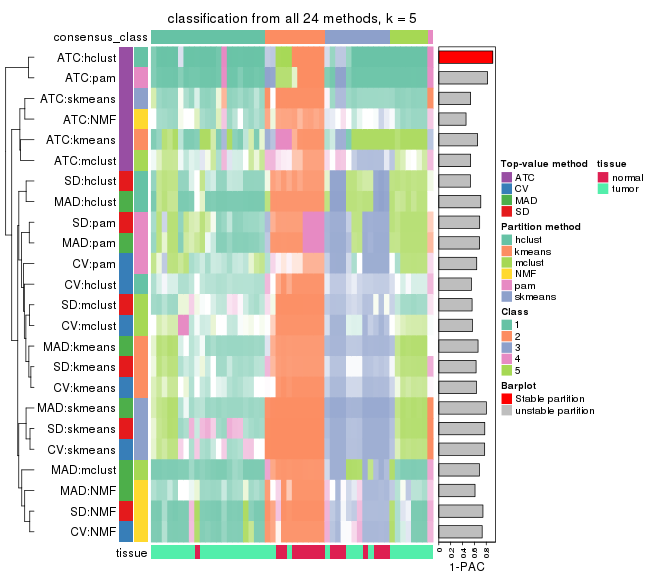 classification from all 24 methods, k = 5
consensus_class
ATC:hclust
ATC:pam
ATC:skmeans
ATC:NMF
ATC:kmeans
ATC:mclust
SD:hclust
MAD:hclust
SD:pam
MAD:pam
CV:pam
CV:hclust
SD:mclust
CV:mclust
MAD:kmeans
SD:kmeans
CV:kmeans
MAD:skmeans
SD:skmeans
CV:skmeans
MAD:mclust
MAD:NMF
SD:NMF
CV:NMF
tissue
0 0.2 0.4 0.6 0.8
1-PAC
Top-value method
ATC
CV
MAD
SD
Partition method
hclust
kmeans
mclust
NMF
pam
skmeans
Class
1
2
3
4
5
Barplot
Stable partition
unstable partition
tissue
normal
tumor